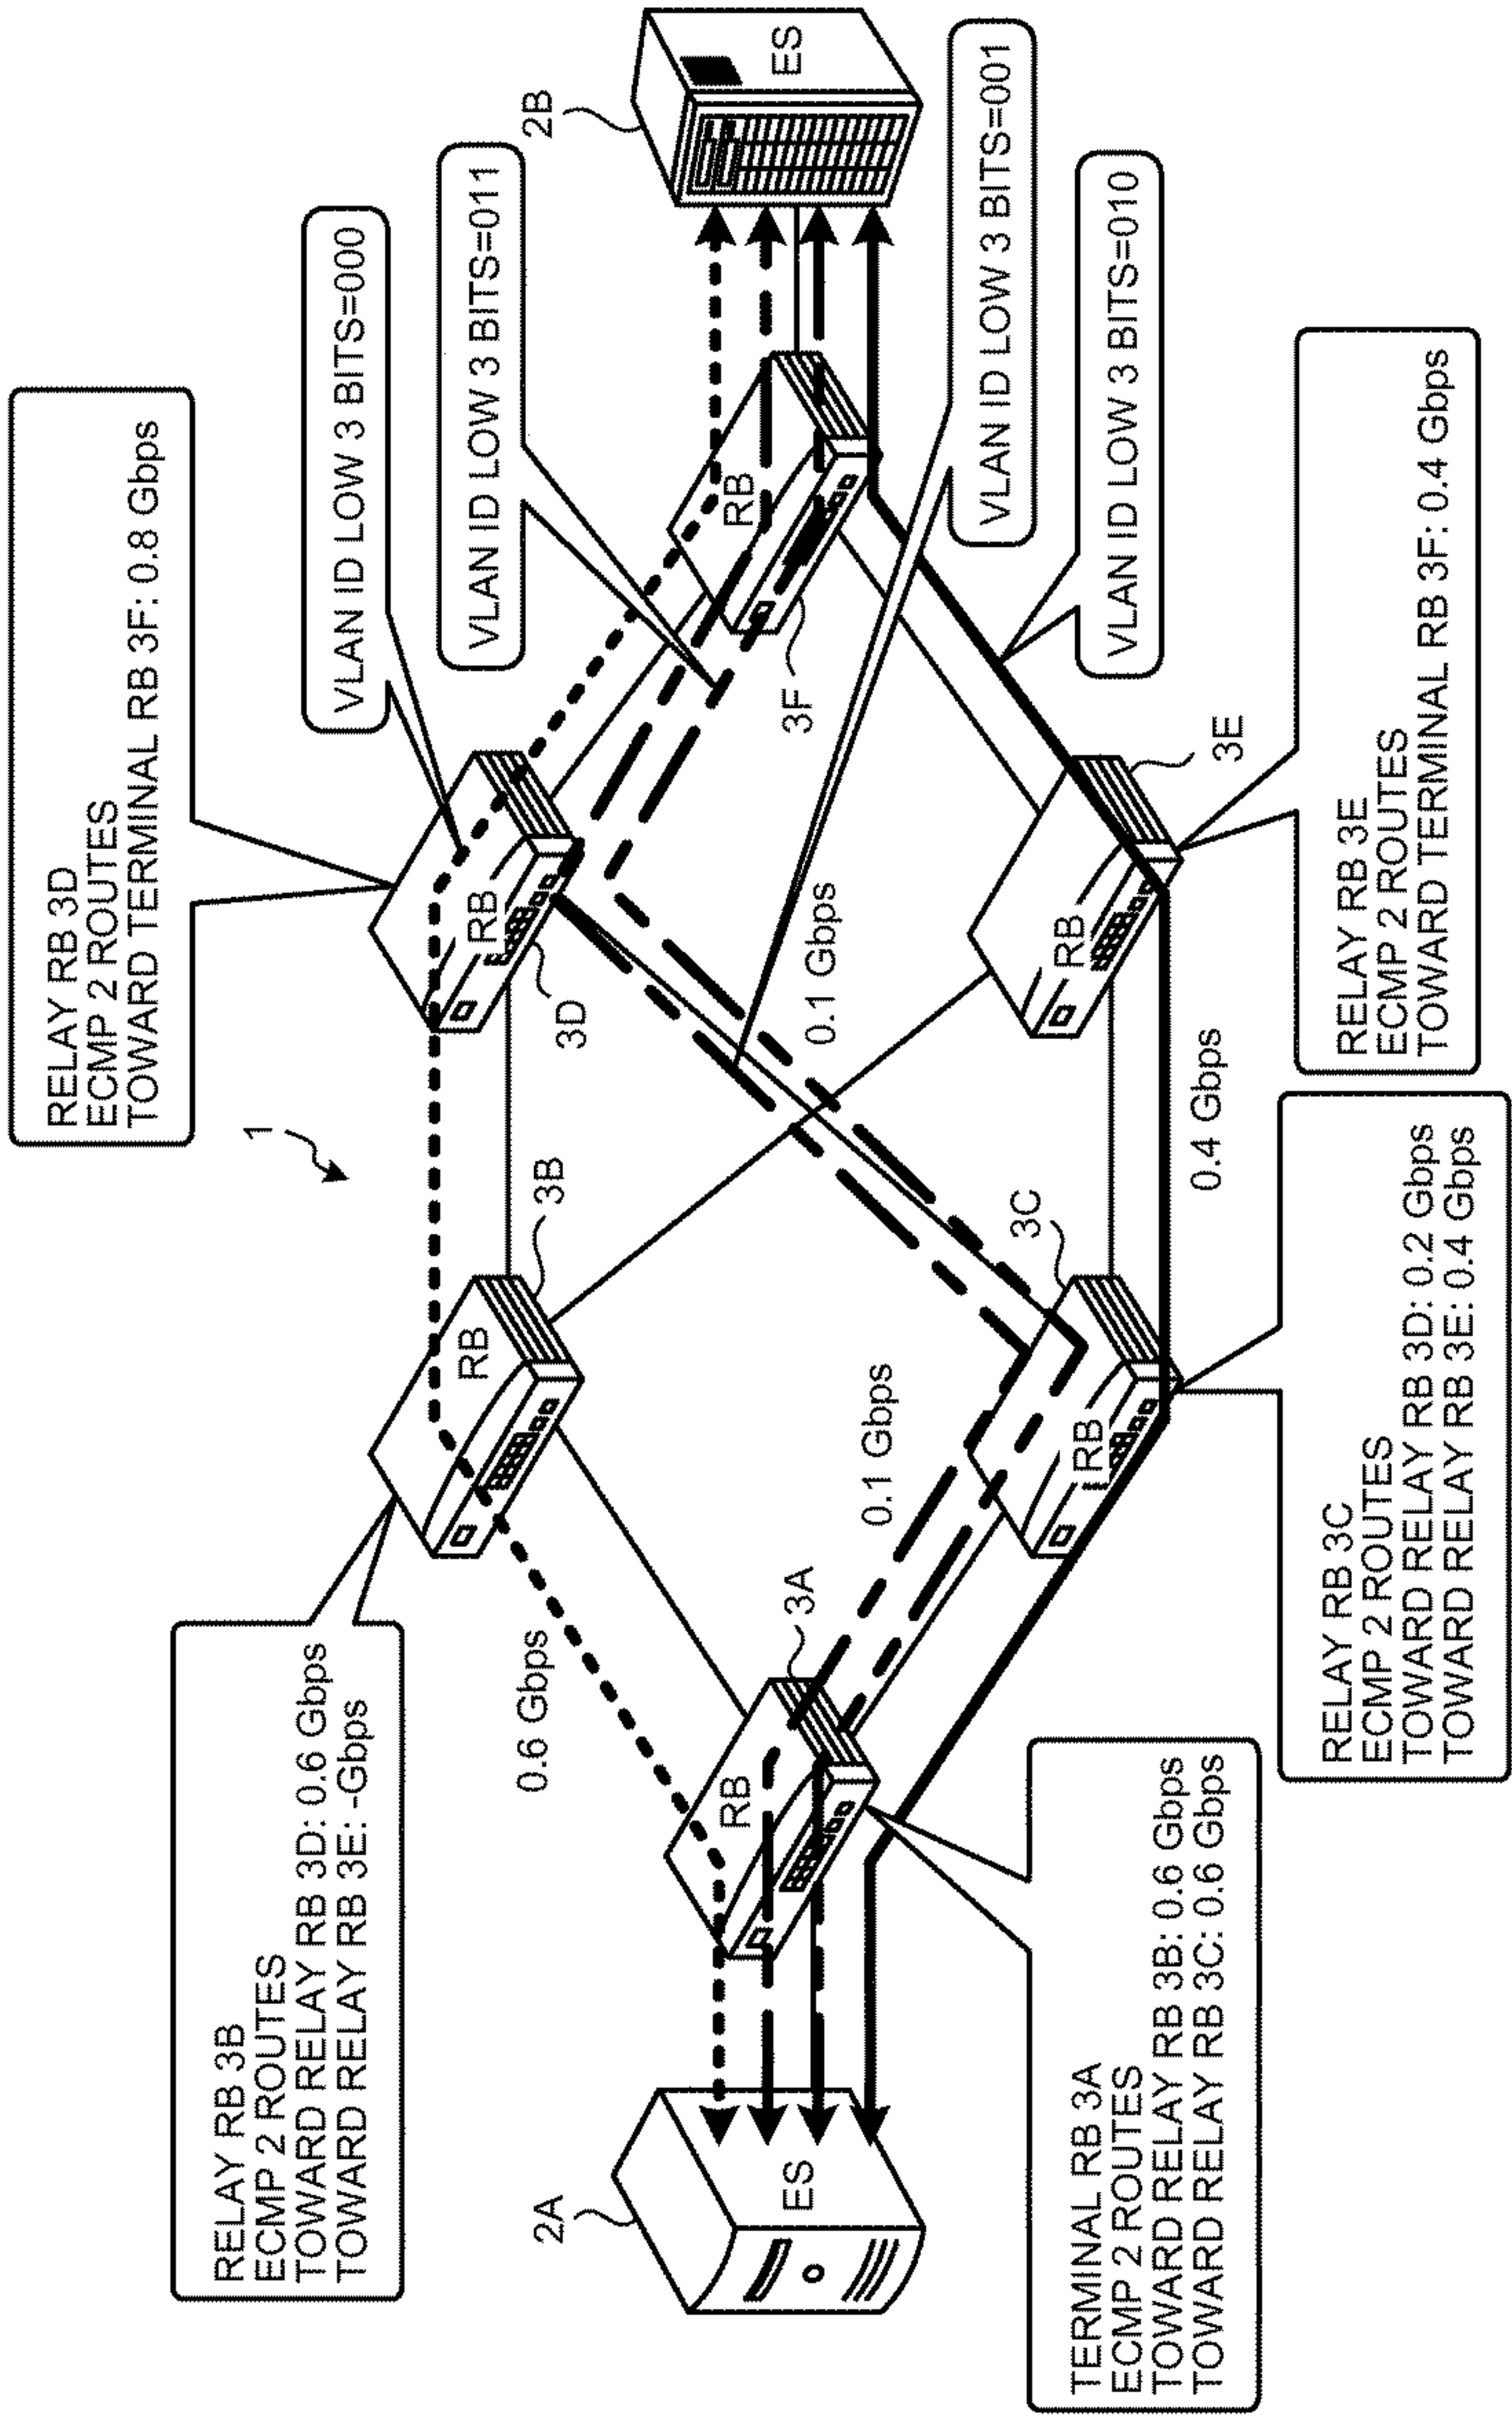 RELAY RB 3D
ECMP 2 ROUTES
TOWARD TERMINAL RB 3F: 0.8 Gbps
VLAN ID LOW 3 BITS=000
VLAN ID LOW 3 BITS=011
2B
ES
RELAY RB 3B
ECMP 2 ROUTES
TOWARD RELAY RB 3D: 0.6 Gbps
TOWARD RELAY RB 3E: -Gbps
1
RB
3B
RB
3D
0.6 Gbps
2A
ES
RB
3A
0.1 Gbps
0.1 Gbps
RB
3F
VLAN ID LOW 3 BITS=001
VLAN ID LOW 3 BITS=010
RB
3C
RB
3E
0.4 Gbps
TERMINAL RB 3A
ECMP 2 ROUTES
TOWARD RELAY RB 3B: 0.6 Gbps
TOWARD RELAY RB 3C: 0.6 Gbps
RELAY RB 3C
ECMP 2 ROUTES
TOWARD RELAY RB 3D: 0.2 Gbps
TOWARD RELAY RB 3E: 0.4 Gbps
RELAY RB 3E
ECMP 2 ROUTES
TOWARD TERMINAL RB 3F: 0.4 Gbps